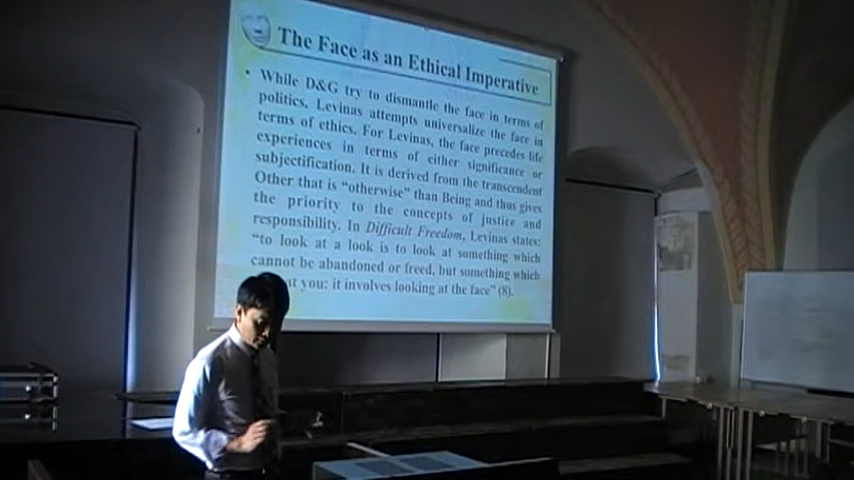 The Face as an Ethical Imperative
• While D&G try to dismantle the face in terms of
politics, Levinas attempts universalize the face in
terms of ethics. For Levinas, the face precedes life
experiences in terms of either significance or
subjectification. It is derived from the transcendent
Other that is “otherwise” than Being and thus gives
the priority to the concepts of justice and
responsibility. In Difficult Freedom, Levinas states:
“to look at a look is to look at something which
cannot be abandoned or freed, but something which
at you: it involves looking at the face” (8).